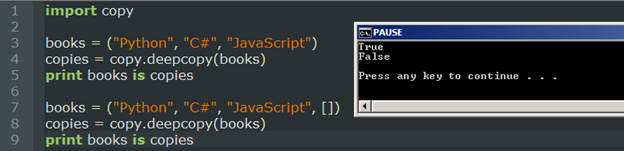 1 import copy
2
3 books = ("Python", "C#", "JavaScript")
4 copies = copy.deepcopy(books)
5 print books is copies
6
7 books = ("Python", "C#", "JavaScript", [])
8 copies = copy.deepcopy(books)
9 print books is copies
C:\ PAUSE
True
False
Press any key to continue . . .